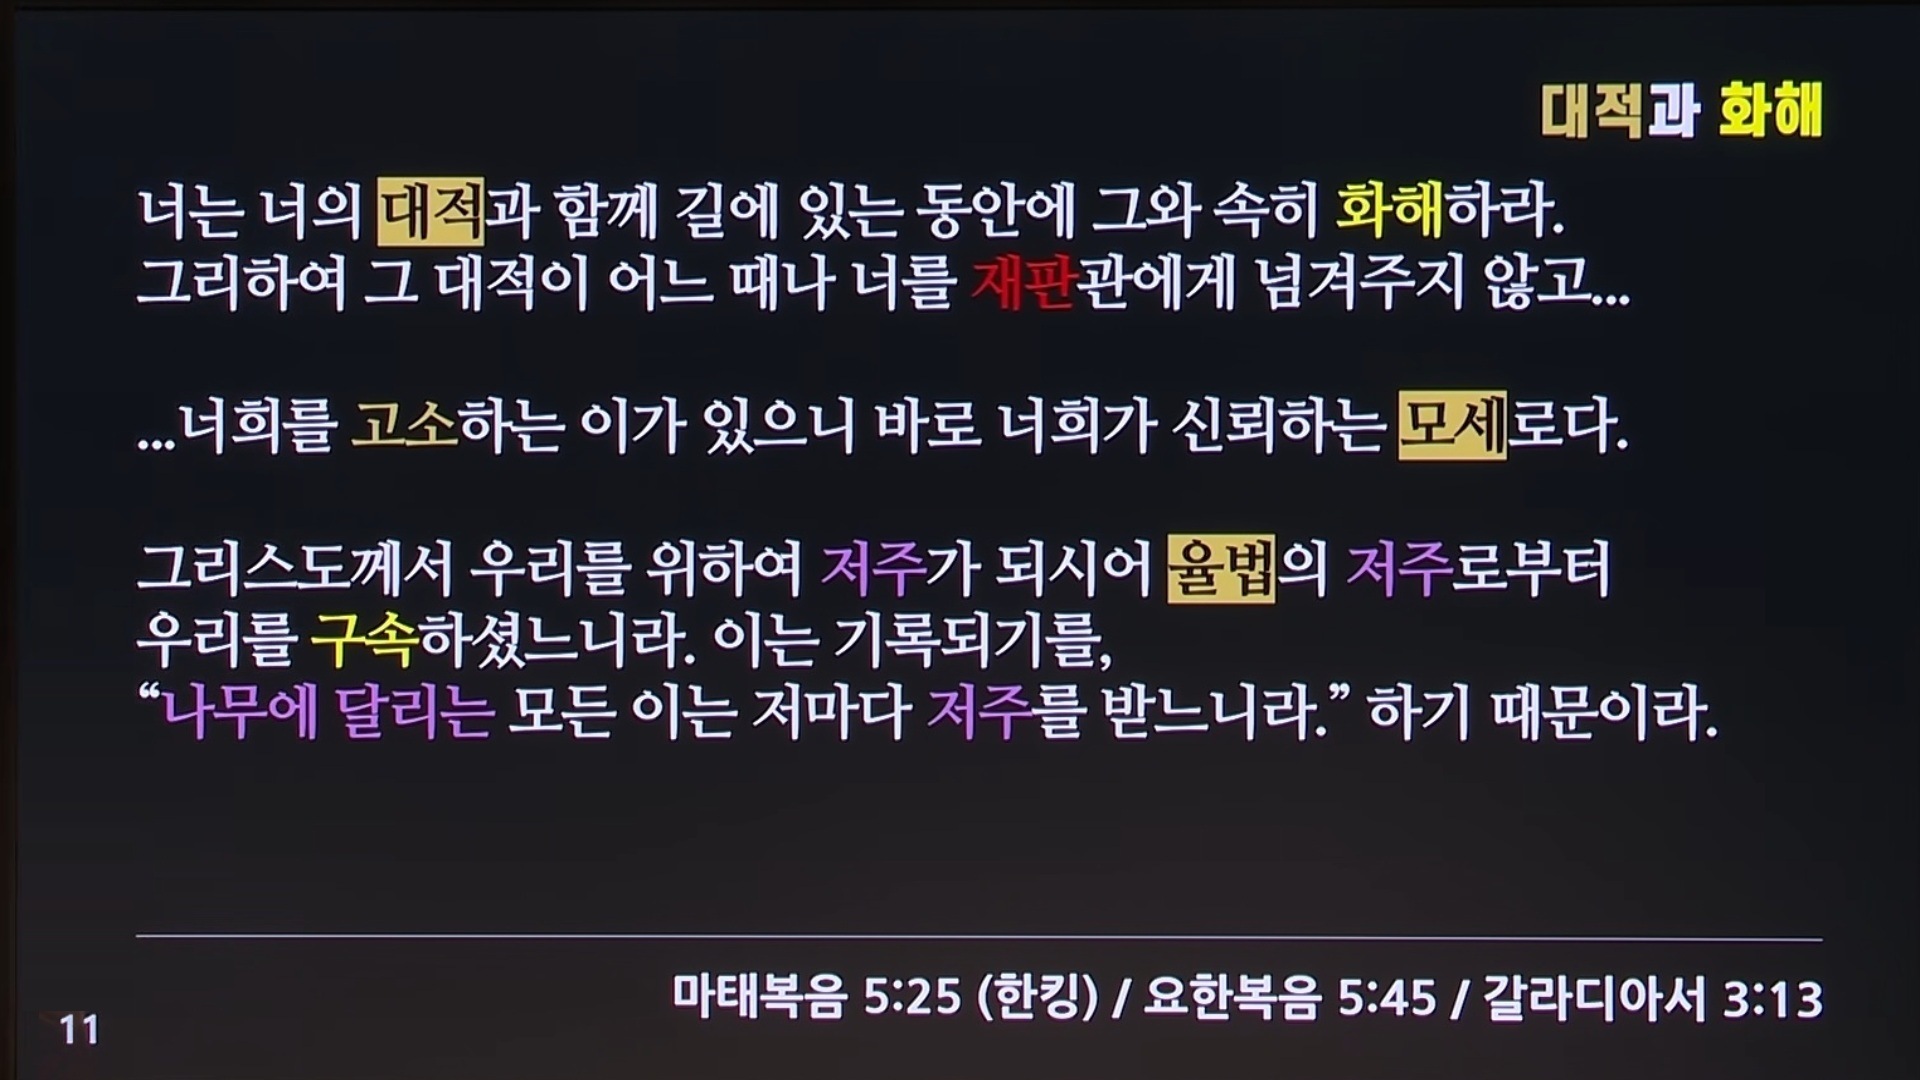 대적과 화해
너는 너의 대적과 함께 길에 있는 동안에 그와 속히 화해하라.
그리하여 그 대적이 어느 때나 너를 재판관에게 넘겨주지 않고...
...너희를 고소하는 이가 있으니 바로 너희가 신뢰하는 모세로다.
그리스도께서 우리를 위하여 저주가 되시어 율법의 저주로부터
우리를 구속하셨느니라. 이는 기록되기를,
“나무에 달리는 모든 이는 저마다 저주를 받느니라.” 하기 때문이라.
마태복음 5:25 (한킹) / 요한복음 5:45 / 갈라디아서 3:13
11